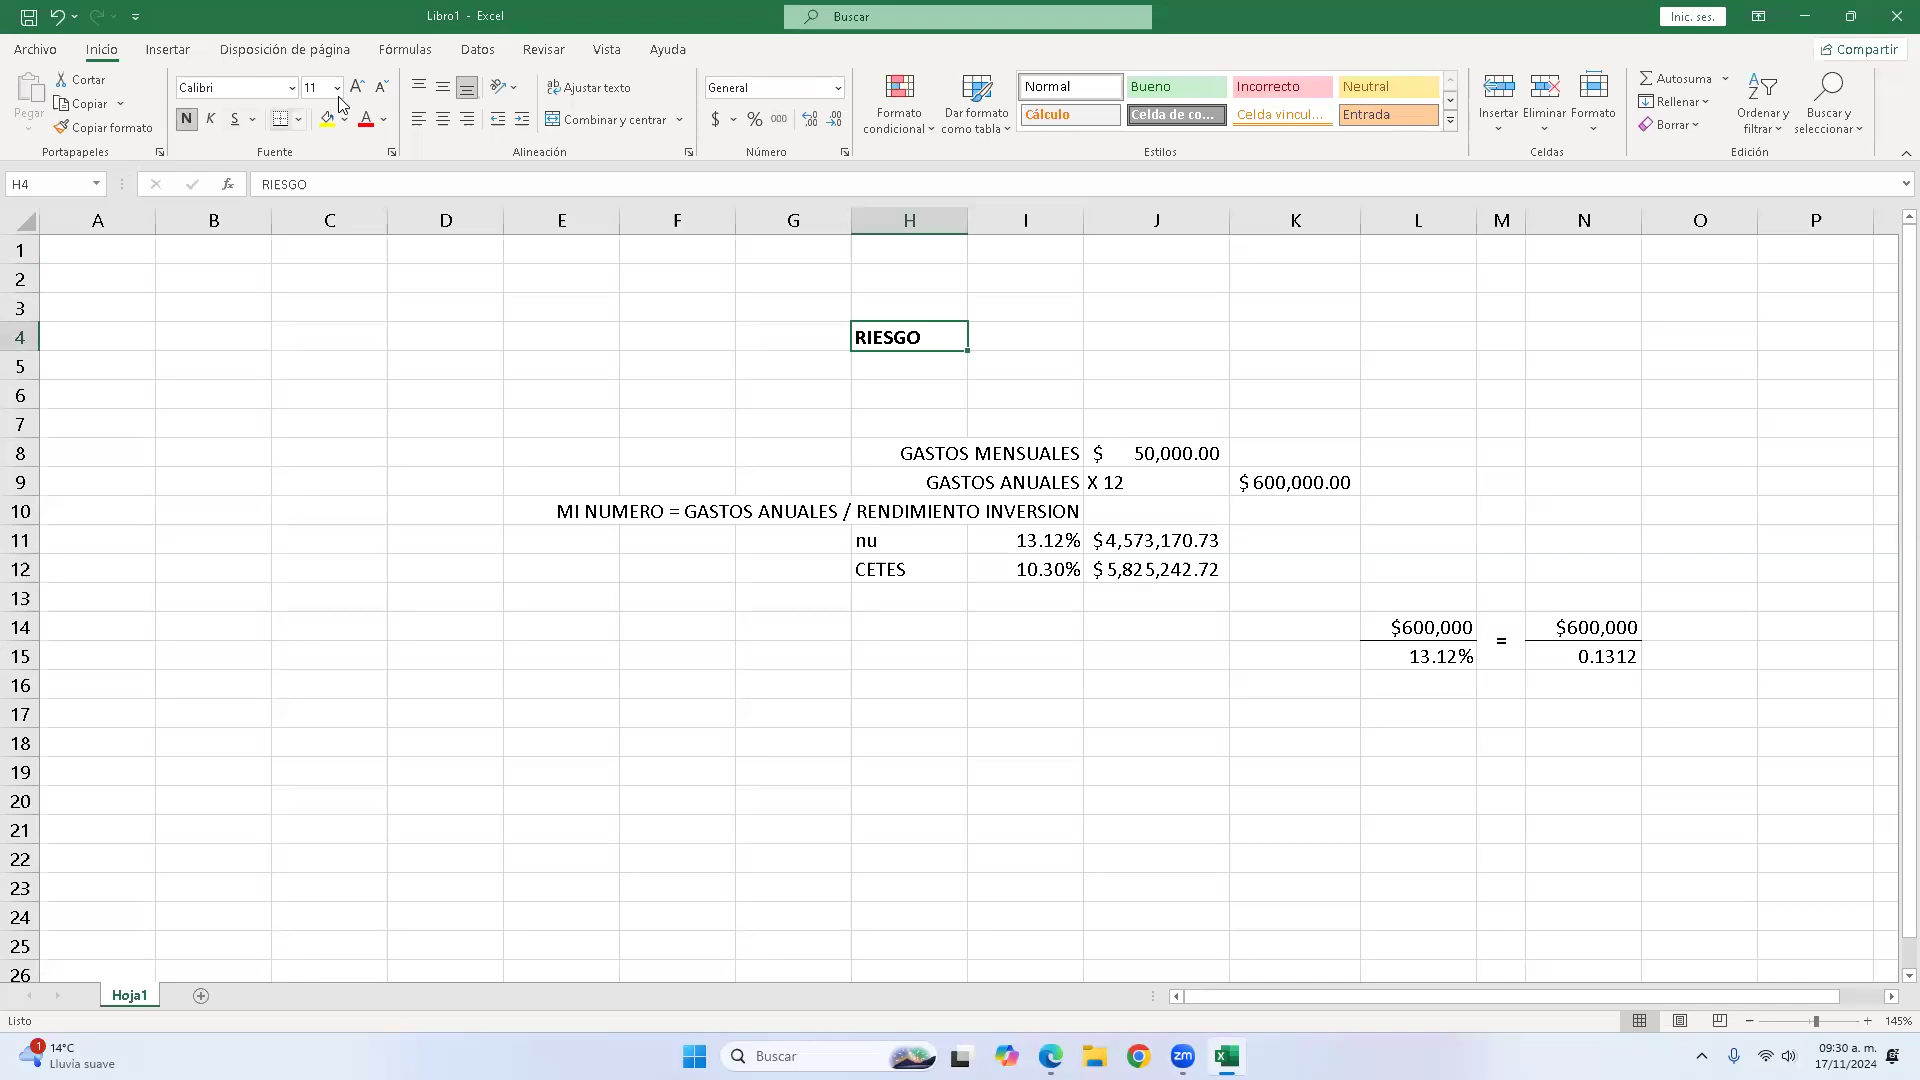 Libro1 - Excel
Buscar
Inic. ses.
Archivo Inicio Insertar Disposición de página Fórmulas Datos Revisar Vista Ayuda
Compartir
Pegar
Cortar
Copiar
Copiar formato
Portapapeles
Calibri 11
N K S
Fuente
Ajustar texto
Combinar y centrar
Alineación
General
$ % 000
Número
Formato condicional
Dar formato como tabla
Normal Bueno Incorrecto Neutral
Cálculo Celda de co... Celda vincul... Entrada
Estilos
Insertar Eliminar Formato
Celdas
Autosuma
Rellenar
Borrar
Ordenar y filtrar
Buscar y seleccionar
Edición
H4 fx RIESGO
A B C D E F G H I J K L M N O P
1
2
3
4 RIESGO
5
6
7
8 GASTOS MENSUALES $ 50,000.00
9 GASTOS ANUALES X 12 $ 600,000.00
10 MI NUMERO = GASTOS ANUALES / RENDIMIENTO INVERSION
11 nu 13.12% $ 4,573,170.73
12 CETES 10.30% $ 5,825,242.72
13
14 $600,000 = $600,000
15 13.12% 0.1312
16
17
18
19
20
21
22
23
24
25
26
Hoja1
Listo
145%
1 14°C
Lluvia suave
Buscar
zm
09:30 a. m.
17/11/2024